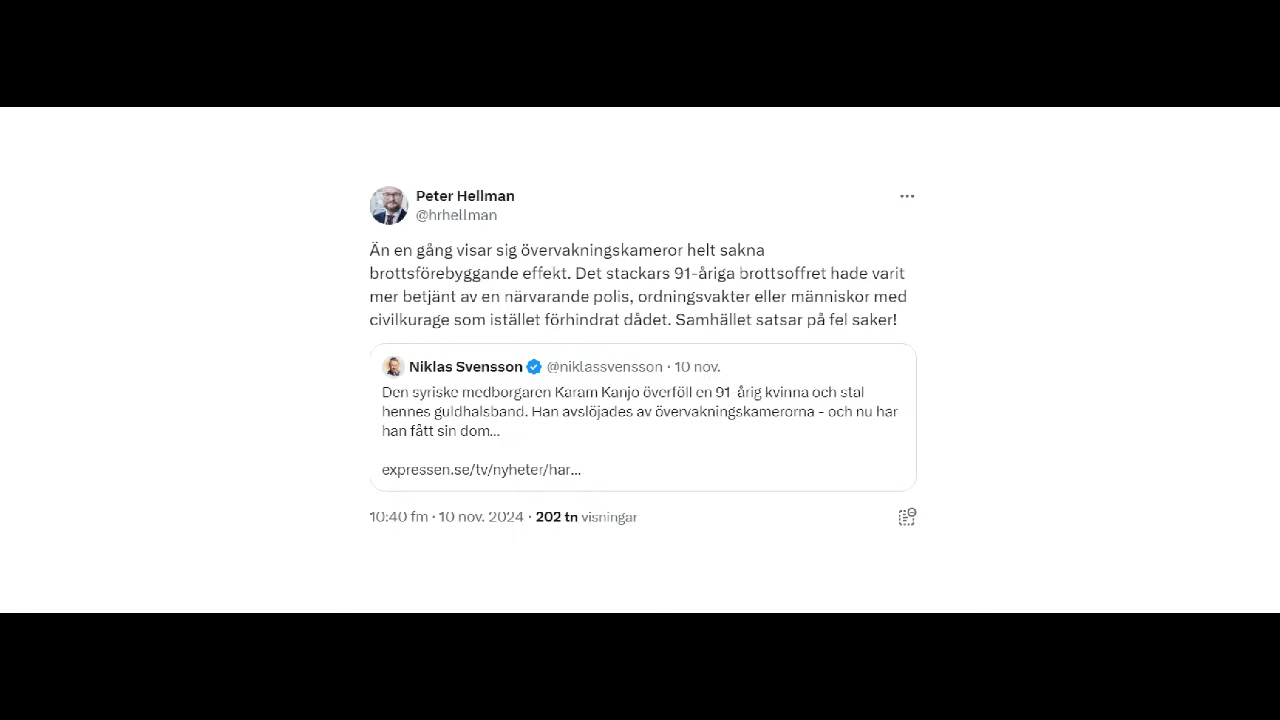 Peter Hellman
@hrhellman
Än en gång visar sig övervakningskameror helt sakna
brottsförebyggande effekt. Det stackars 91-åriga brottsoffret hade varit
mer betjänt av en närvarande polis, ordningsvakter eller människor med
civilkurage som istället förhindrat dådet. Samhället satsar på fel saker!
Niklas Svensson @niklassvensson · 10 nov.
Den syriske medborgaren Karam Kanjo överföll en 91-årig kvinna och stal
hennes guldhalsband. Han avslöjades av övervakningskamerorna - och nu har
han fått sin dom...
expressen.se/tv/nyheter/har...
10:40 fm · 10 nov. 2024 · 202 tn visningar